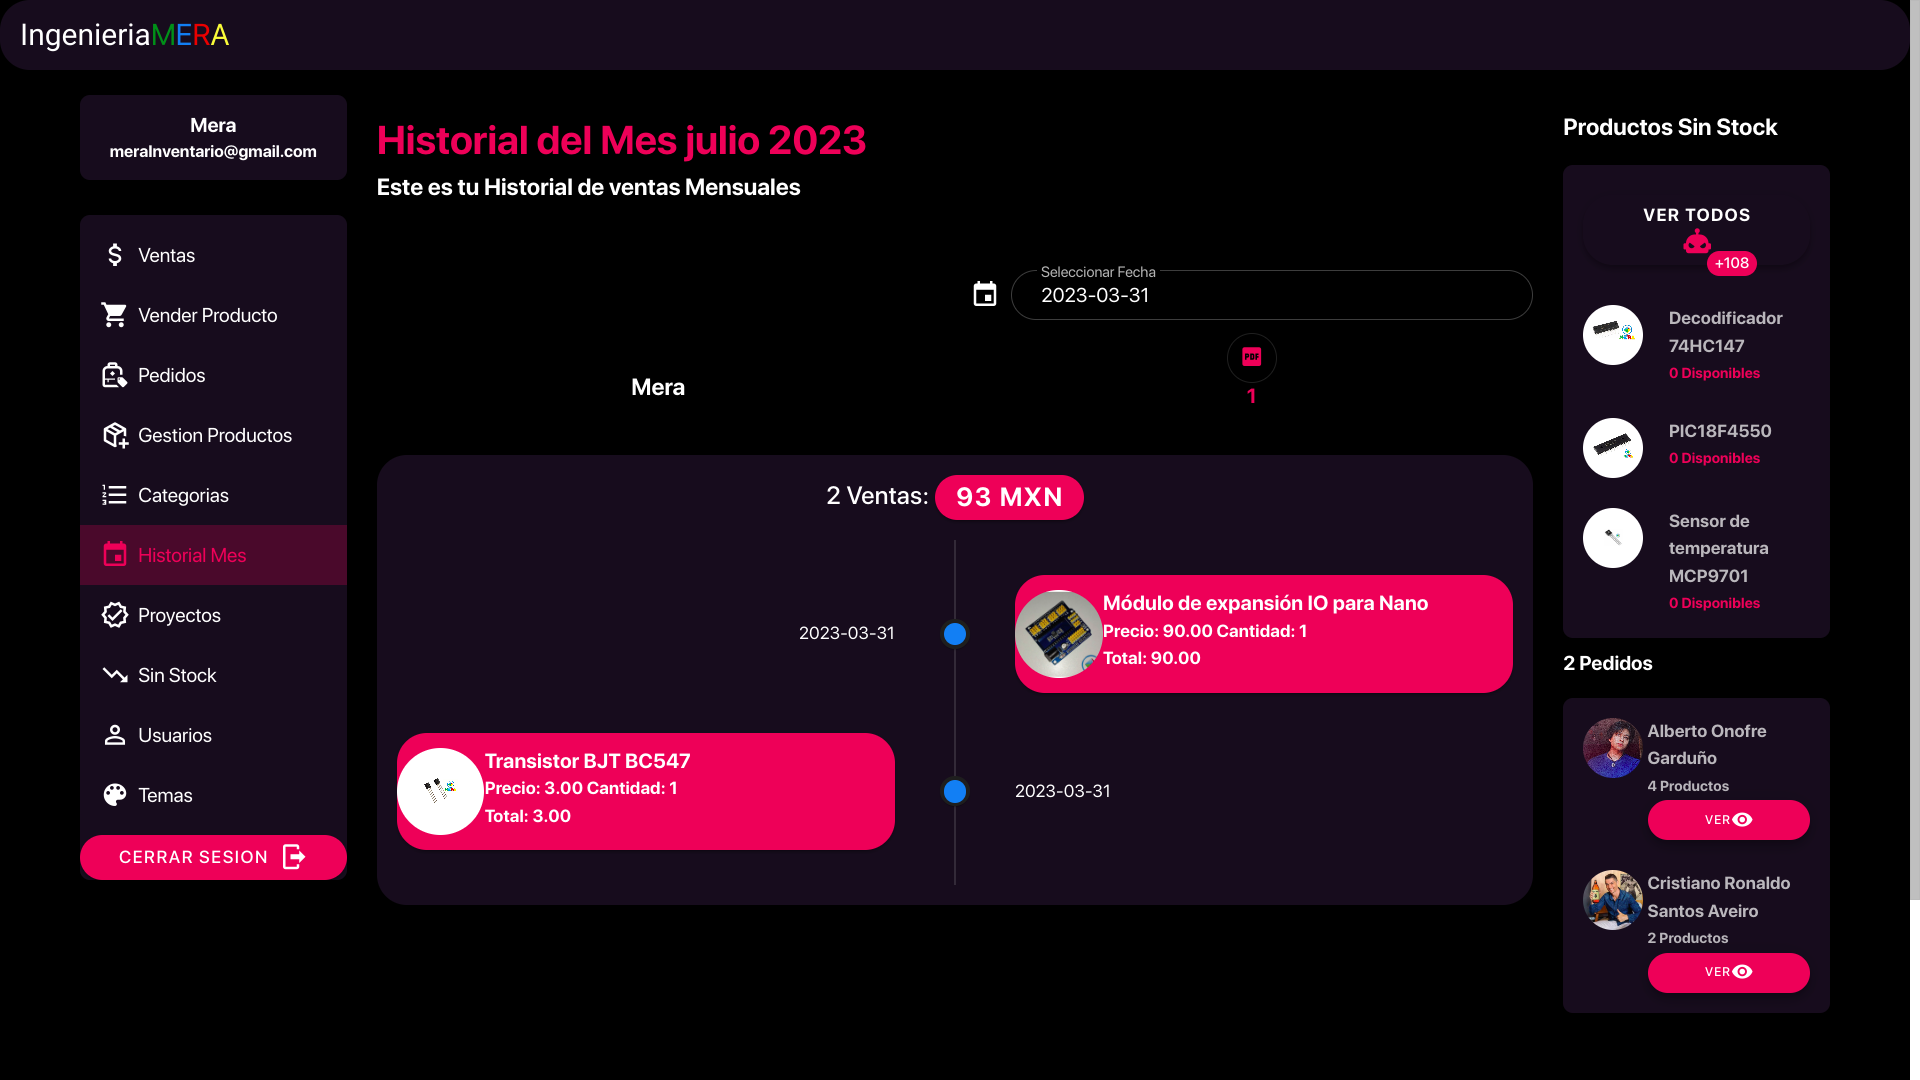 IngenieriaMERA
Mera
meraInventario@gmail.com
Ventas
Vender Producto
Pedidos
Gestion Productos
Categorias
Historial Mes
Proyectos
Sin Stock
Usuarios
Temas
CERRAR SESION
Historial del Mes julio 2023
Este es tu Historial de ventas Mensuales
Seleccionar Fecha
2023-03-31
Mera
PDF
1
2 Ventas: 93 MXN
2023-03-31
Módulo de expansión IO para Nano
Precio: 90.00 Cantidad: 1
Total: 90.00
Transistor BJT BC547
Precio: 3.00 Cantidad: 1
Total: 3.00
2023-03-31
Productos Sin Stock
VER TODOS
+108
Decodificador
74HC147
0 Disponibles
PIC18F4550
0 Disponibles
Sensor de
temperatura
MCP9701
0 Disponibles
2 Pedidos
Alberto Onofre
Garduño
4 Productos
VER
Cristiano Ronaldo
Santos Aveiro
2 Productos
VER